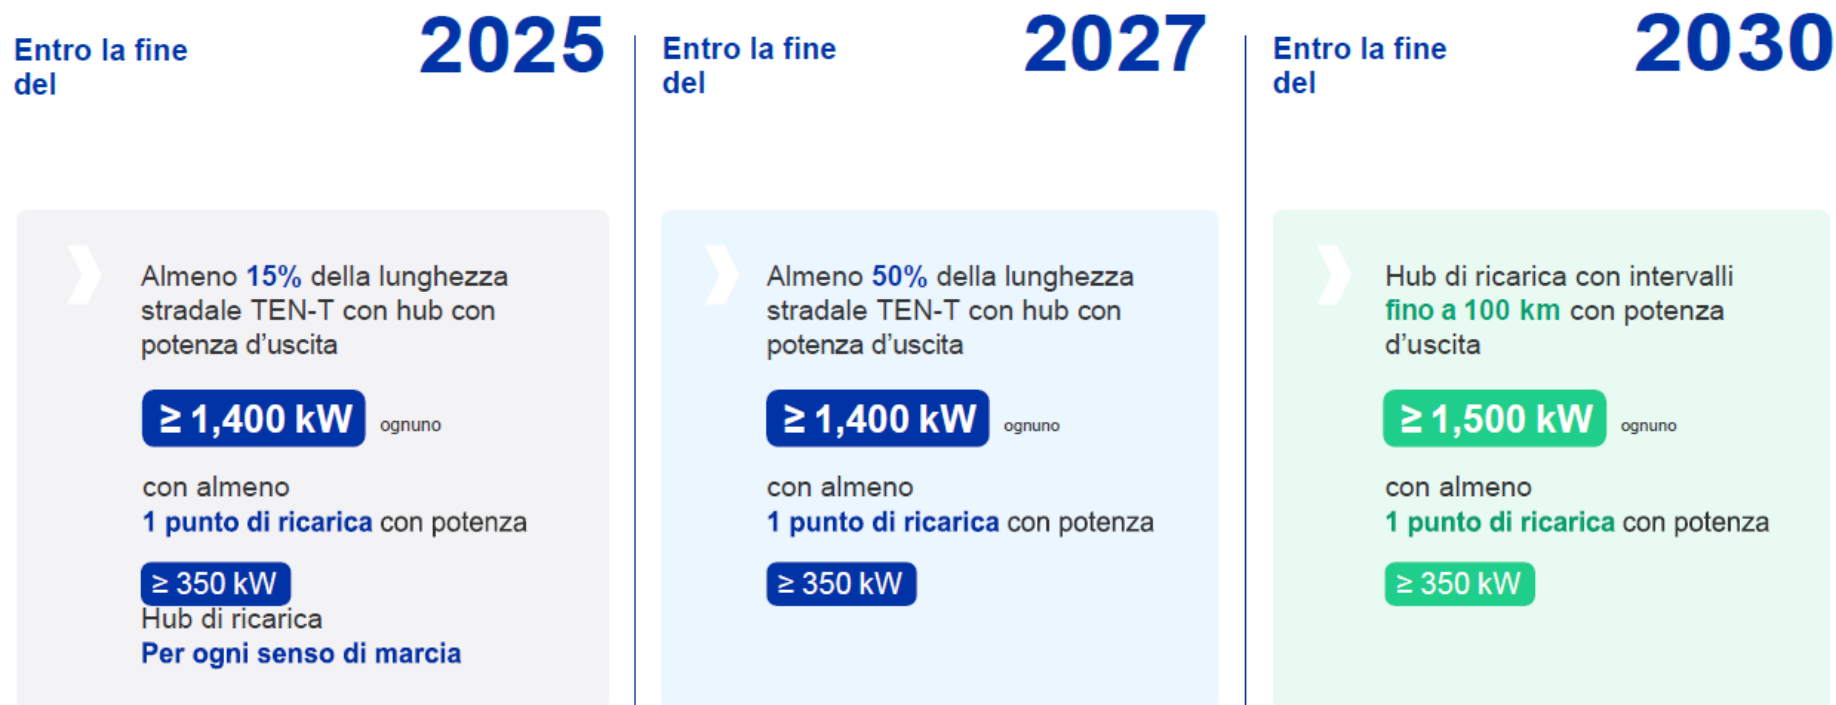 Entro la fine
del
2025
Almeno 15% della lunghezza
stradale TEN-T con hub con
potenza d'uscita
≥ 1,400 kW ognuno
con almeno
1 punto di ricarica con potenza
≥ 350 kW
Hub di ricarica
Per ogni senso di marcia
Entro la fine
del
2027
Almeno 50% della lunghezza
stradale TEN-T con hub con
potenza d'uscita
≥ 1,400 kW ognuno
con almeno
1 punto di ricarica con potenza
≥ 350 kW
Entro la fine
del
2030
Hub di ricarica con intervalli
fino a 100 km con potenza
d'uscita
≥ 1,500 kW ognuno
con almeno
1 punto di ricarica con potenza
≥ 350 kW